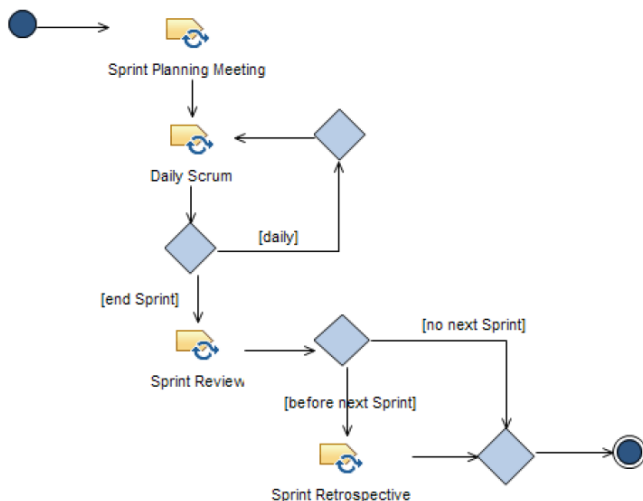 Sprint Planning Meeting
Daily Scrum
[daily]
[end Sprint]
[no next Sprint]
Sprint Review
[before next Sprint]
Sprint Retrospective